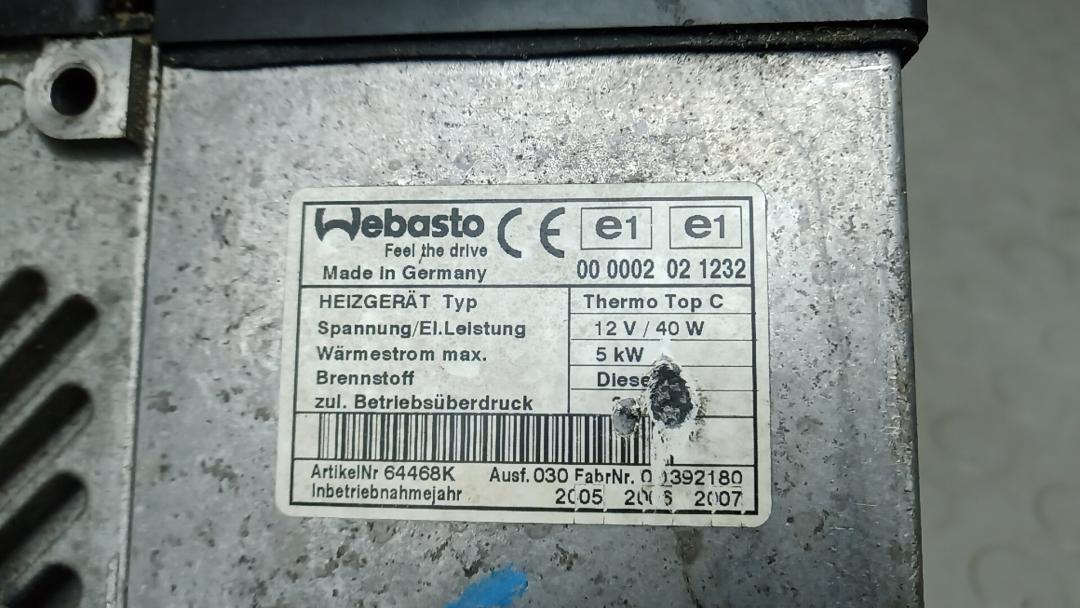 Webasto CE e1 e1
Feel the drive
Made in Germany 00 0002 02 1232
HEIZGERÄT Typ Thermo Top C
Spannung/El.Leistung 12 V / 40 W
Wärmestrom max. 5 kW
Brennstoff
zul. Betriebsüberdruck
ArtikelNr 64468K Ausf. 030 FabrNr.
Inbetriebnahmejahr 2005 2006 2007